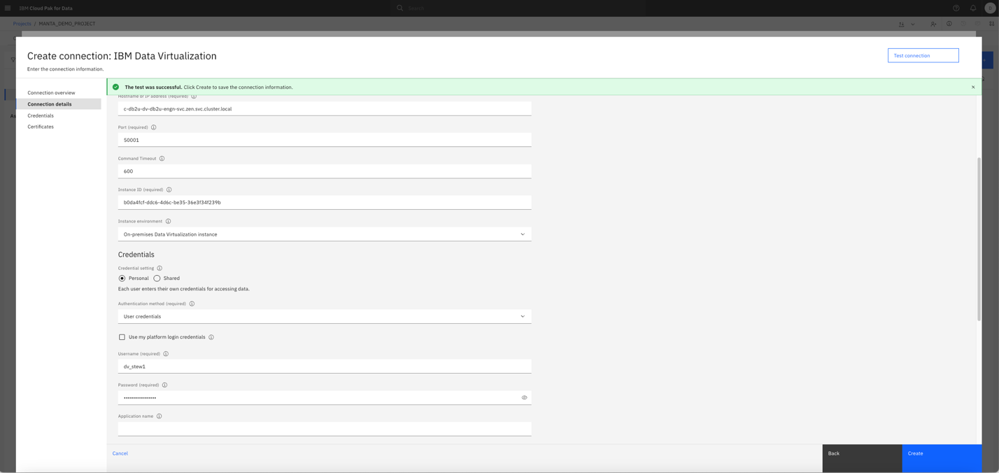 IBM Cloud Pak for Data
Search
D
Projects / MANTA_DEMO_PROJECT
Create connection: IBM Data Virtualization
Test connection
Enter the connection information.
Connection overview
Connection details
Credentials
Certificates
The test was successful. Click Create to save the connection information.
Hostname or IP address (required)
c-db2u-dv-db2u-engn-svc.zen.svc.cluster.local
Port (required)
50001
Command Timeout
600
Instance ID (required)
b0da4fcf-ddc6-4d6c-be35-36e3f34f239b
Instance environment
On-premises Data Virtualization instance
Credentials
Credential setting
Personal Shared
Each user enters their own credentials for accessing data.
Authentication method (required)
User credentials
Use my platform login credentials
Username (required)
dv_stew1
Password (required)
••••••••••••••••
Application name
Cancel
Back
Create